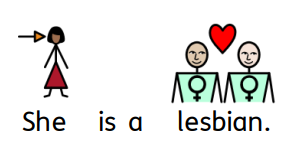 She is a lesbian.